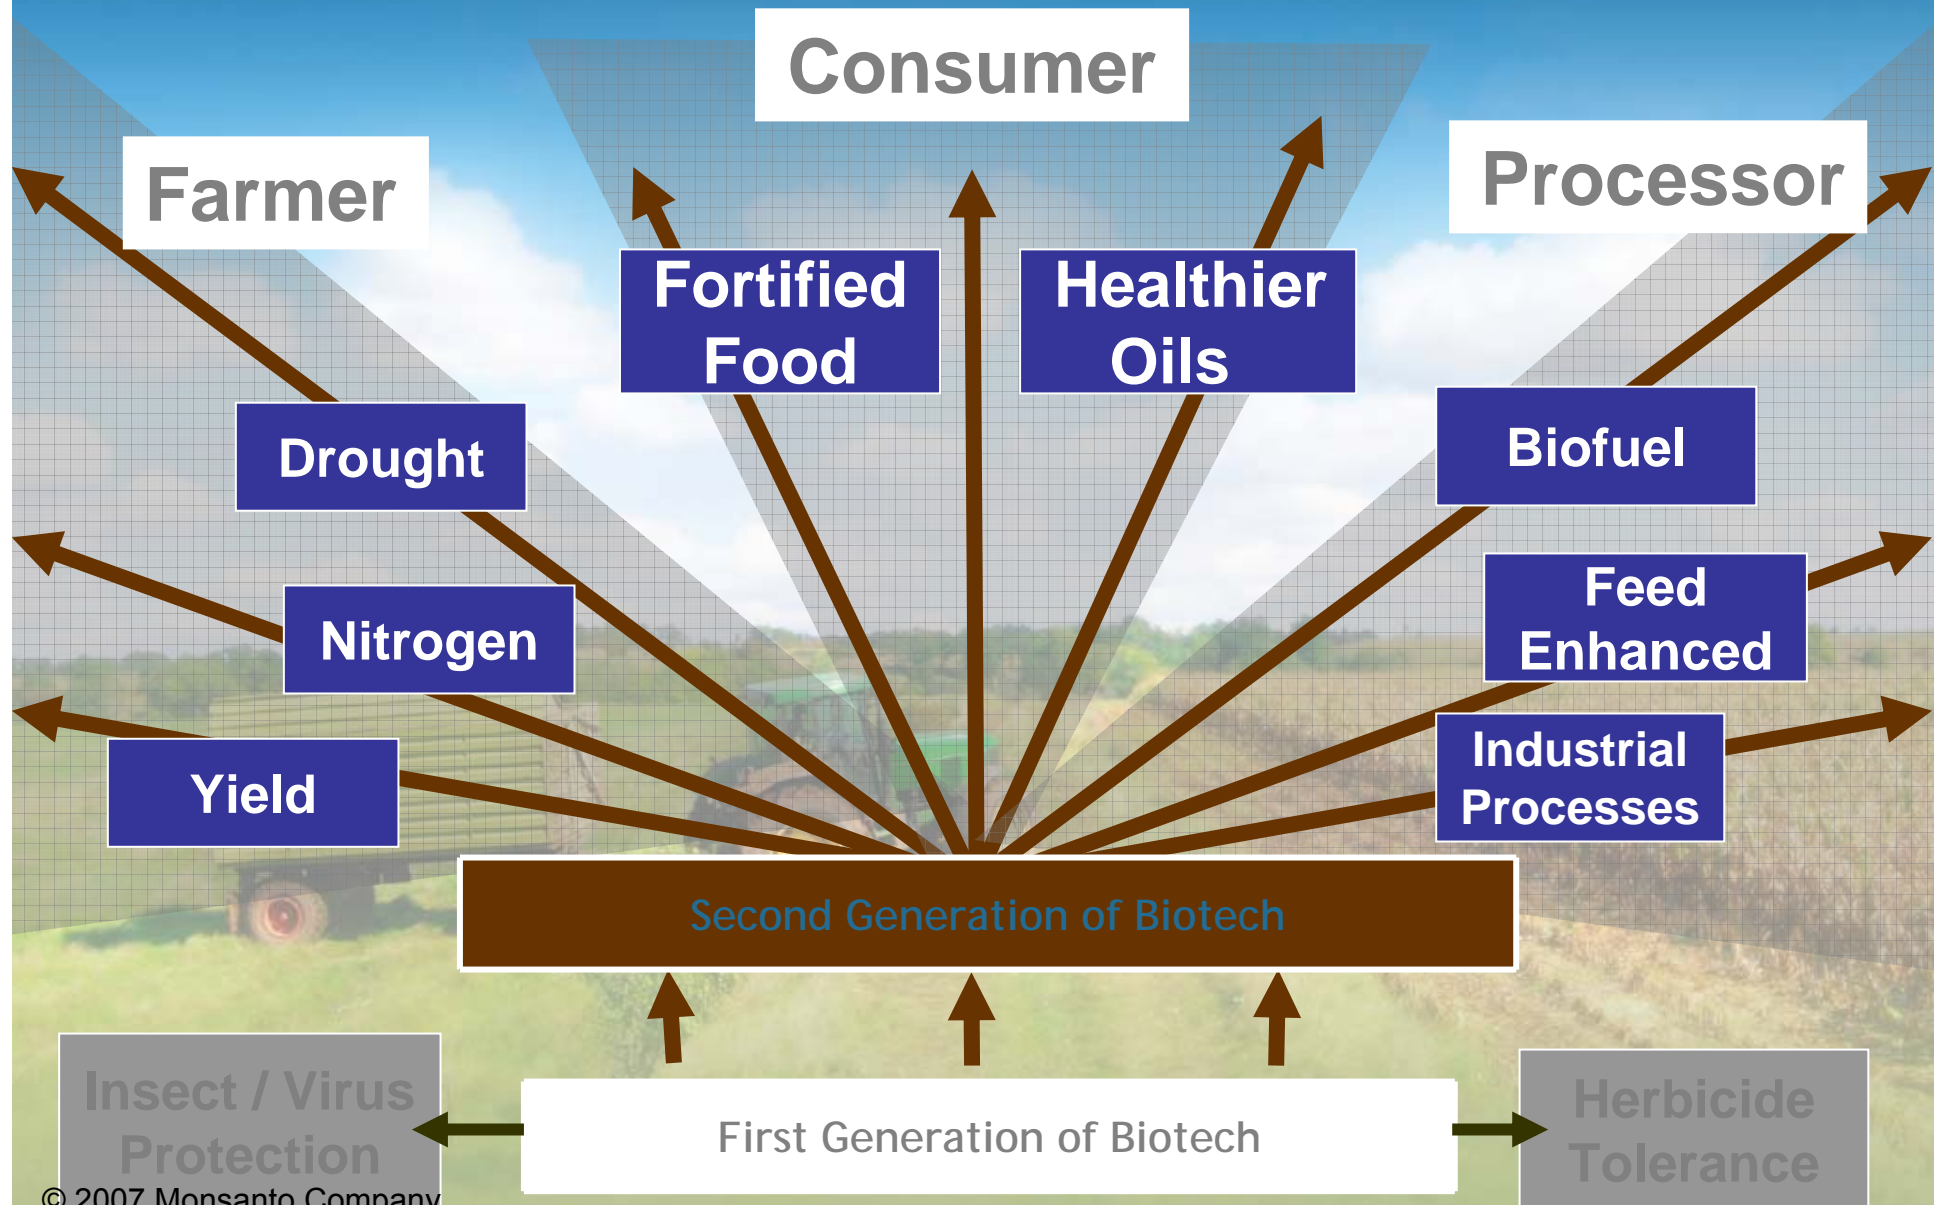 Consumer
Farmer
Processor
Fortified
Food
Healthier
Oils
Drought
Biofuel
Nitrogen
Feed
Enhanced
Yield
Industrial
Processes
Second Generation of Biotech
Insect / Virus
Protection
First Generation of Biotech
Herbicide
Tolerance
© 2007 Monsanto Company